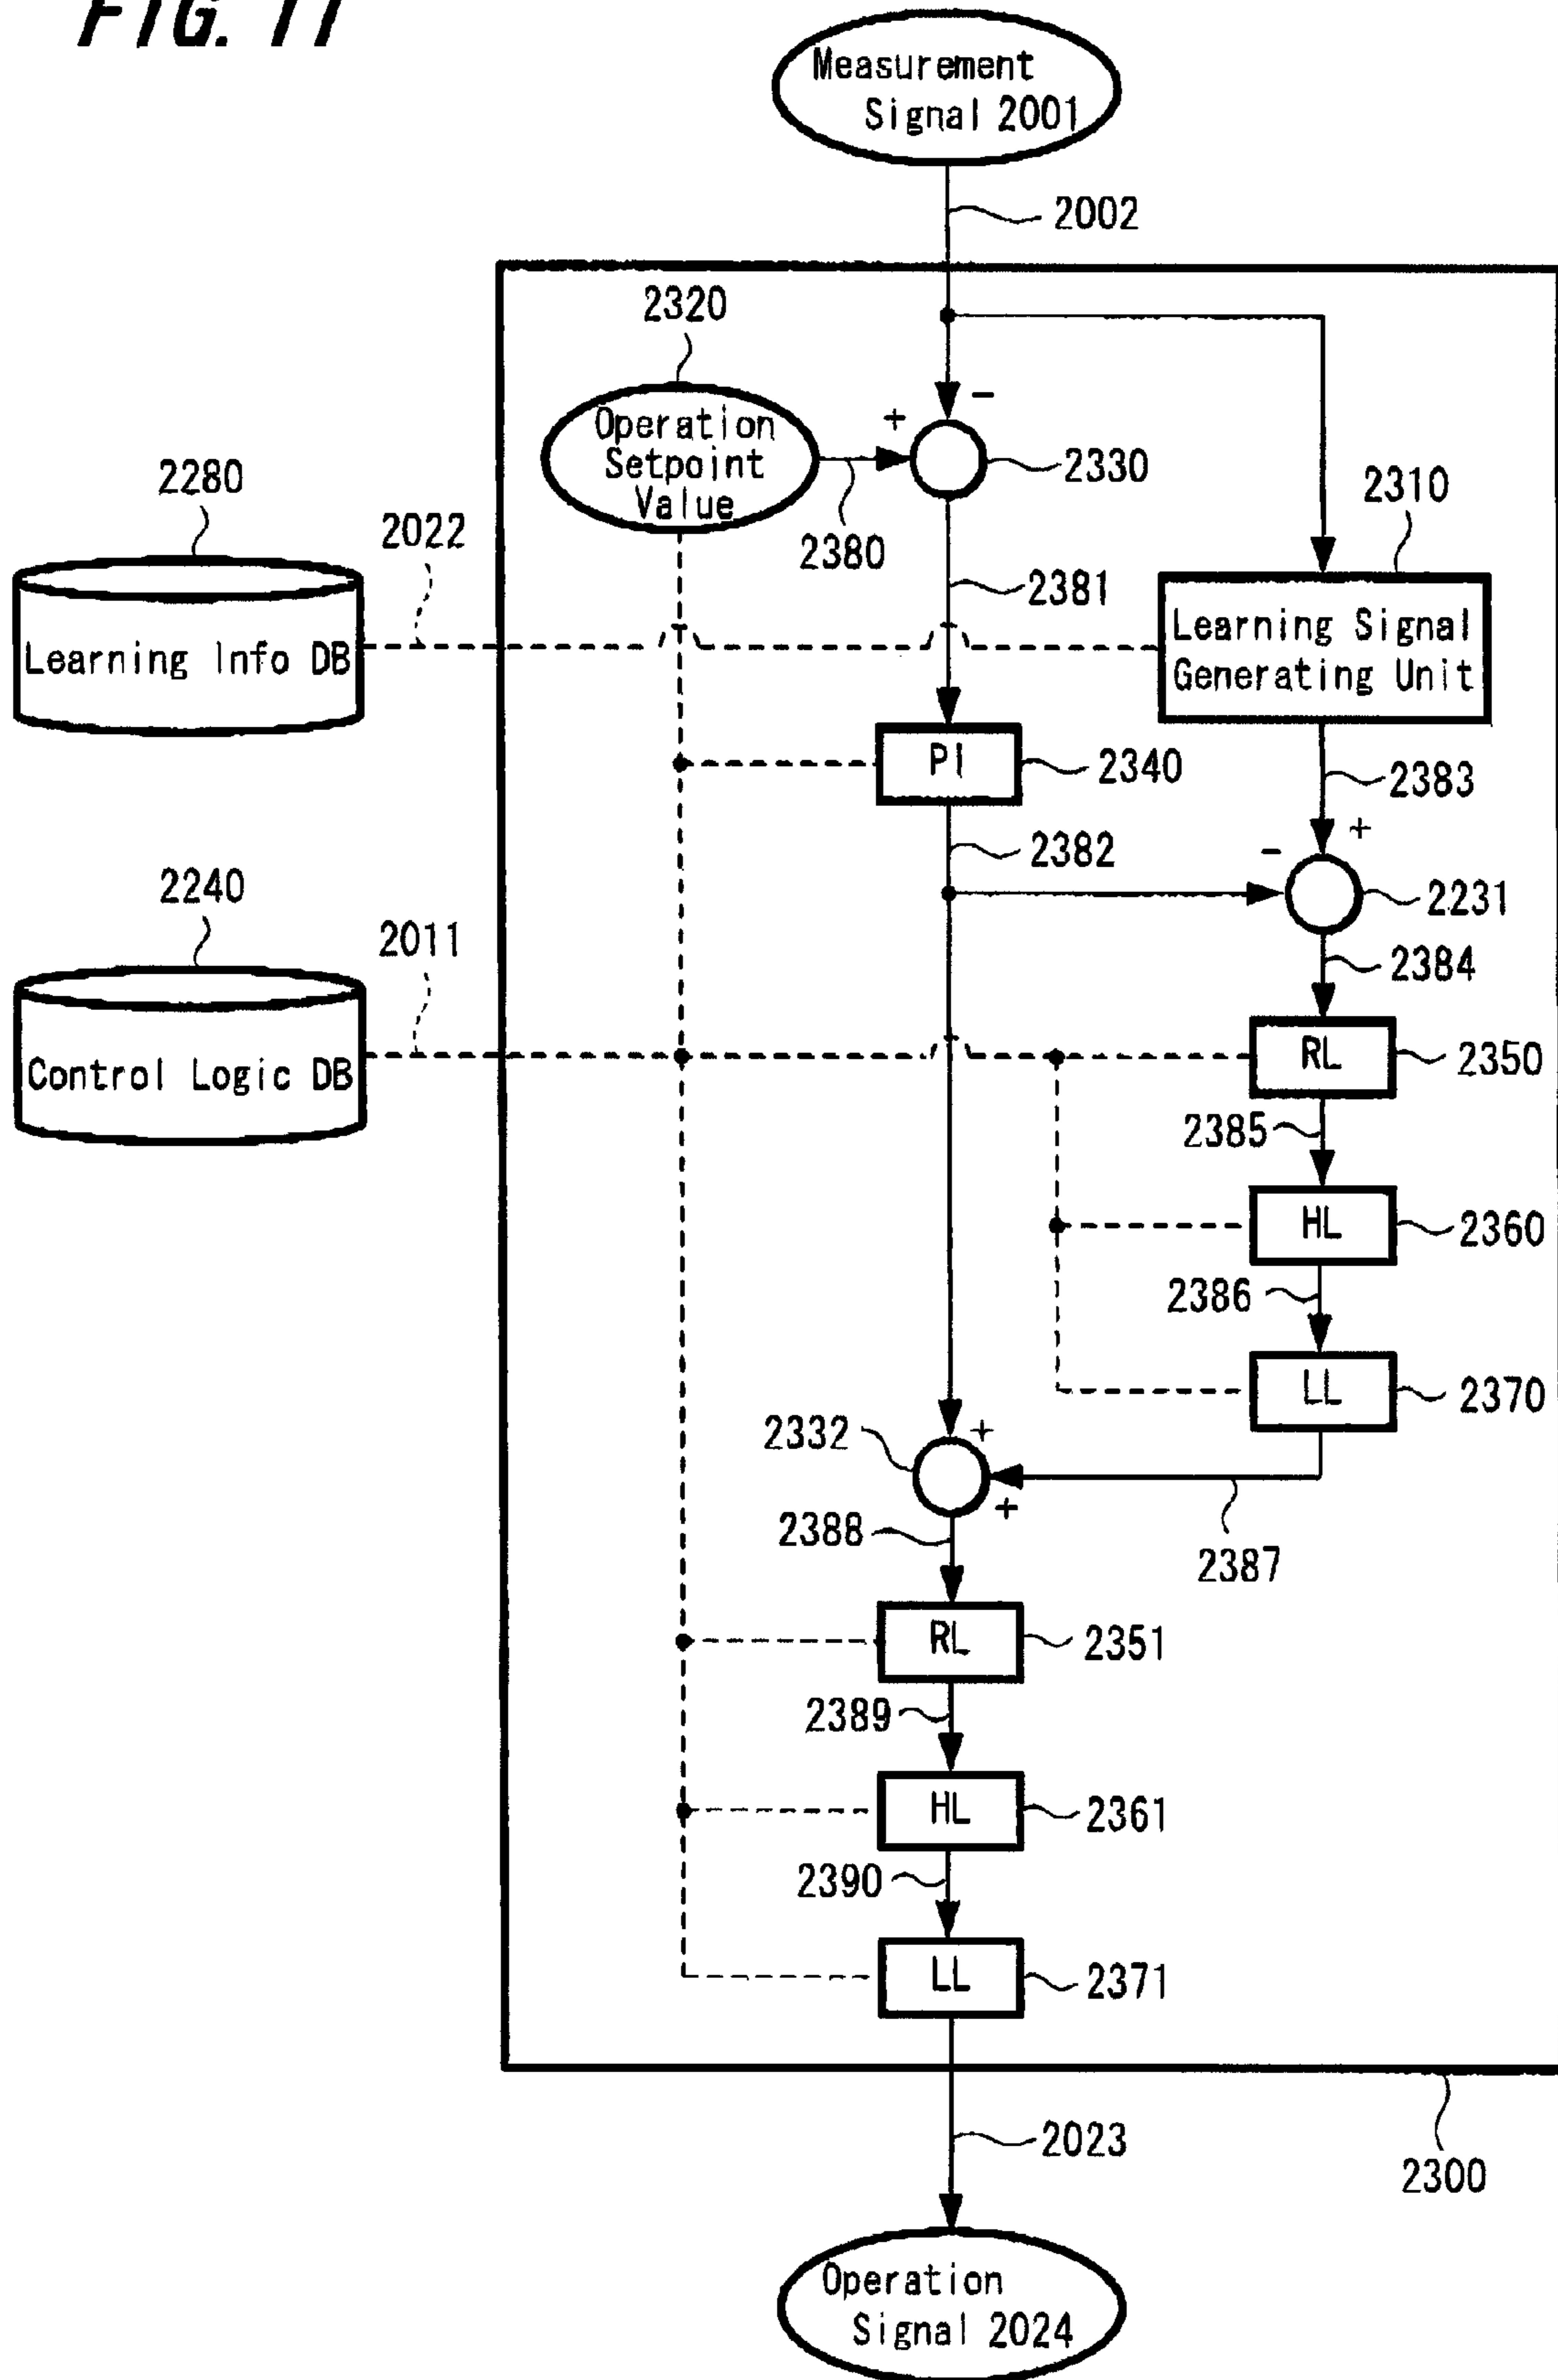 FIG. 11
Measurement
Signal 2001
2002
2320
Operation
Setpoint
Value
+
-
2330
2380
2280
2022
2310
2381
Learning Info DB
Learning Signal
Generating Unit
PI
2340
2383
2382
-
+
2231
2240
2011
2384
Control Logic DB
RL
2350
2385
HL
2360
2386
LL
2370
2332
+
+
2388
2387
RL
2351
2389
HL
2361
2390
LL
2371
2023
2300
Operation
Signal 2024